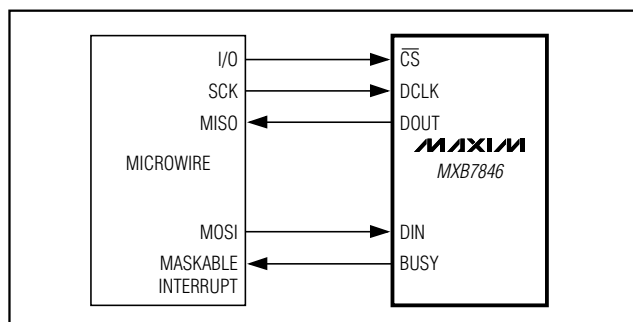 I/O
SCK
MISO
MICROWIRE
MOSI
MASKABLE
INTERRUPT
CS
DCLK
DOUT
MAXIM
MXB7846
DIN
BUSY